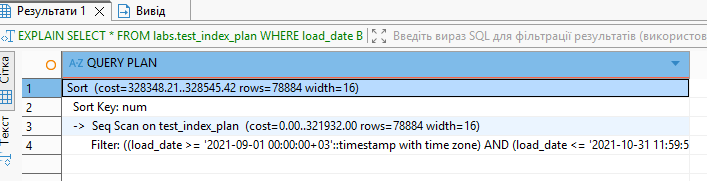 Результати 1
Вивід
EXPLAIN SELECT * FROM labs.test_index_plan WHERE load_date B
Введіть вираз SQL для фільтрації результатів (використов
Сітка
Текст
A-Z QUERY PLAN
1 Sort (cost=328348.21..328545.42 rows=78884 width=16)
2 Sort Key: num
3 -> Seq Scan on test_index_plan (cost=0.00..321932.00 rows=78884 width=16)
4 Filter: ((load_date >= '2021-09-01 00:00:00+03'::timestamp with time zone) AND (load_date <= '2021-10-31 11:59:5